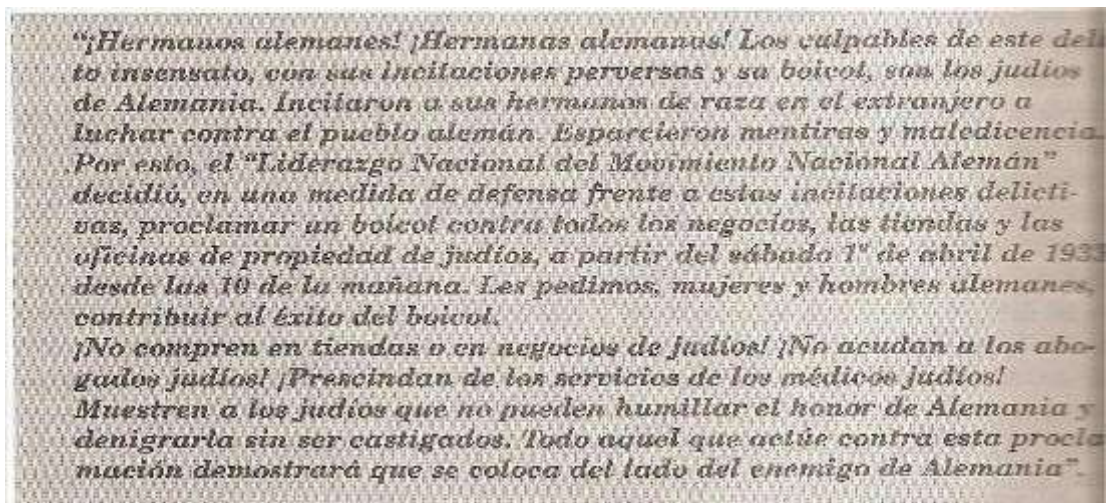 “¡Hermanos alemanes! ¡Hermanas alemanas! Los culpables de este deli
to insensato, con sus incitaciones perversas y su boicot, son los judíos
de Alemania. Incitaron a sus hermanos de raza en el extranjero a
luchar contra el pueblo alemán. Esparcieron mentiras y maledicencia.
Por esto, el "Liderazgo Nacional del Movimiento Nacional Alemán"
decidió, en una medida de defensa frente a estas incitaciones delicti-
vas, proclamar un boicot contra todos los negocios, las tiendas y las
oficinas de propiedad de judíos, a partir del sábado 1º de abril de 1933
desde las 10 de la mañana. Les pedimos, mujeres y hombres alemanes,
contribuir al éxito del boicot.
¡No compren en tiendas o en negocios de judíos! ¡No acudan a los abo-
gados judíos! ¡Prescindan de los servicios de los médicos judíos!
Muestren a los judíos que no pueden humillar el honor de Alemania y
denigrarla sin ser castigados. Todo aquel que actúe contra esta procla
mación demostrará que se coloca del lado del enemigo de Alemania”.